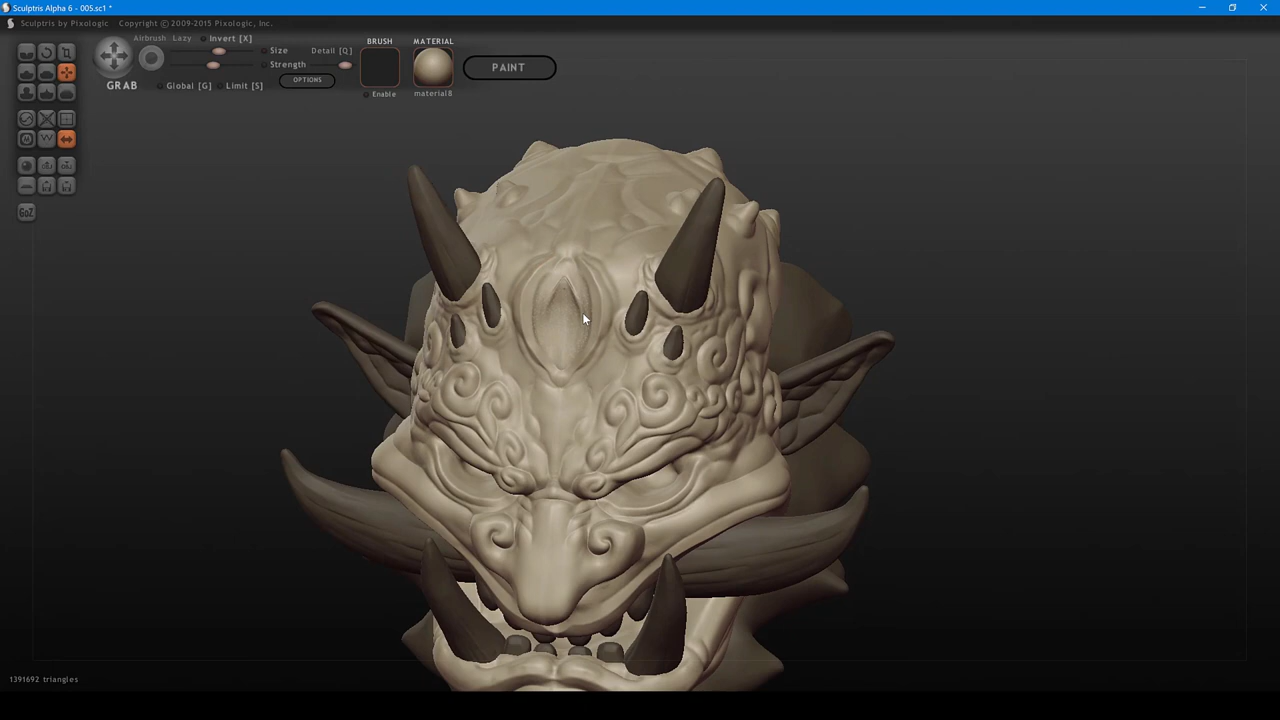 Sculptris Alpha 6 - 005.sc1 *
Sculptris by Pixologic Copyright © 2009-2015 Pixologic, Inc.
Airbrush Lazy Invert [X]
Size Detail [Q]
Strength
OPTIONS
GRAB Global [G] Limit [S]
BRUSH
Enable
MATERIAL
material8
PAINT
GoZ
1391692 triangles